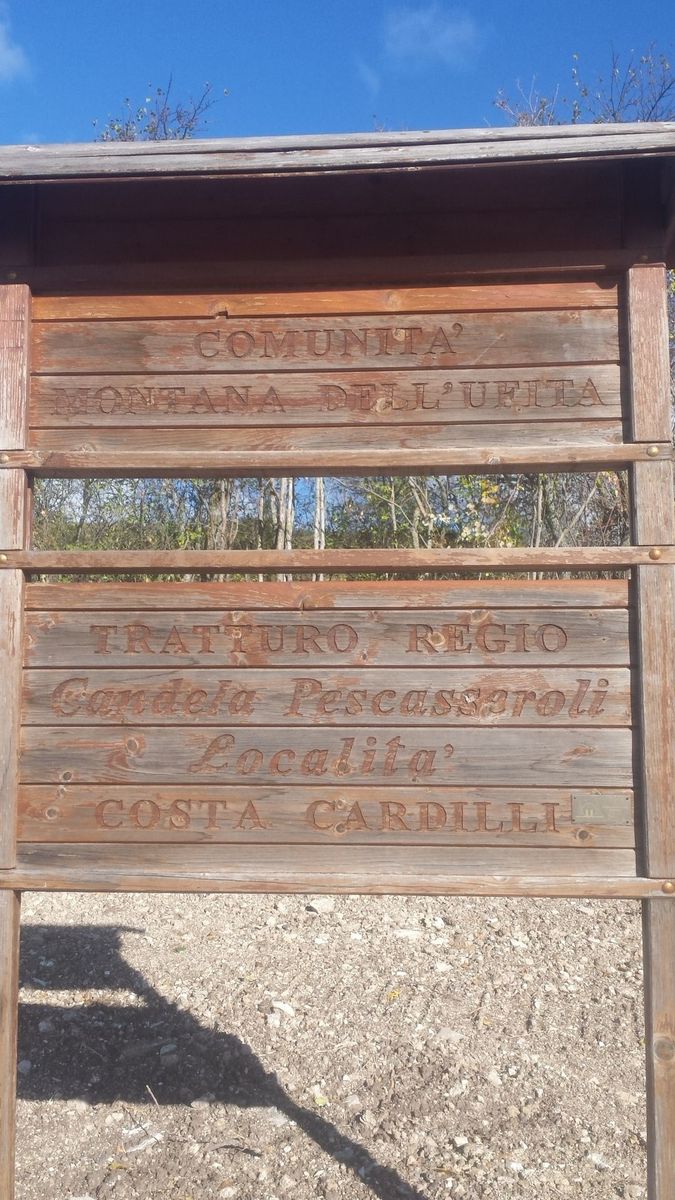 COMUNITA'
MONTANA DELL'UFITA
TRATTURO REGIO
Candela Pescasseroli
Localita'
COSTA CARDILLI